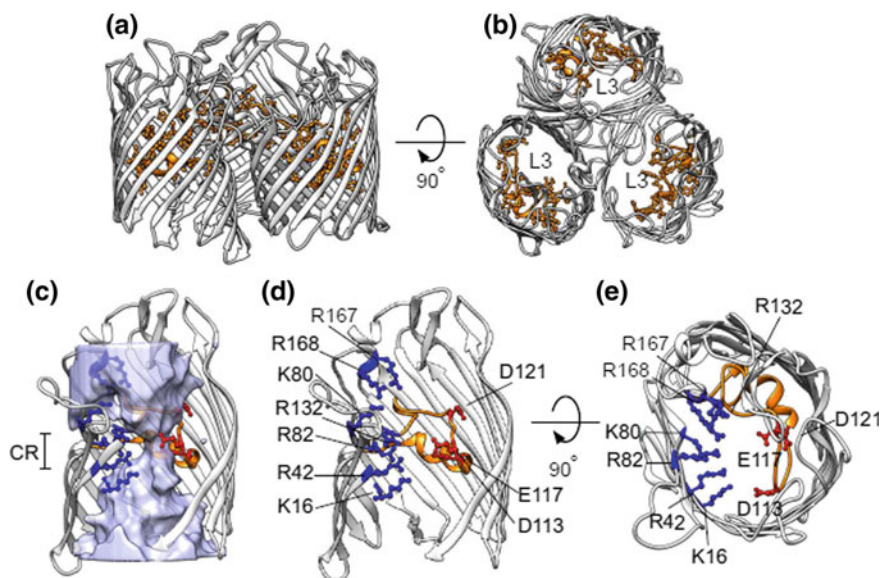 (a)
(b)
L3
L3
L3
90°
(c)
(d)
(e)
CR
R167
R168
K80
R132
R82
R42
K16
D121
E117
D113
90°
R132
R167
R168
K80
R82
R42
K16
D121
E117
D113